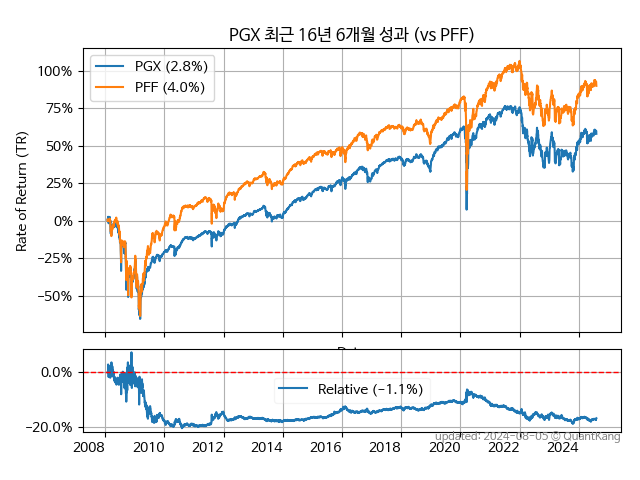 PGX 최근 16년 6개월 성과 (vs PFF)
PGX (2.8%)
PFF (4.0%)
Rate of Return (TR)
100%
75%
50%
25%
0%
−25%
−50%
0.0%
−20.0%
Relative (−1.1%)
2008 2010 2012 2014 2016 2018 2020 2022 2024
updated: 2024-08-05 © QuantKang